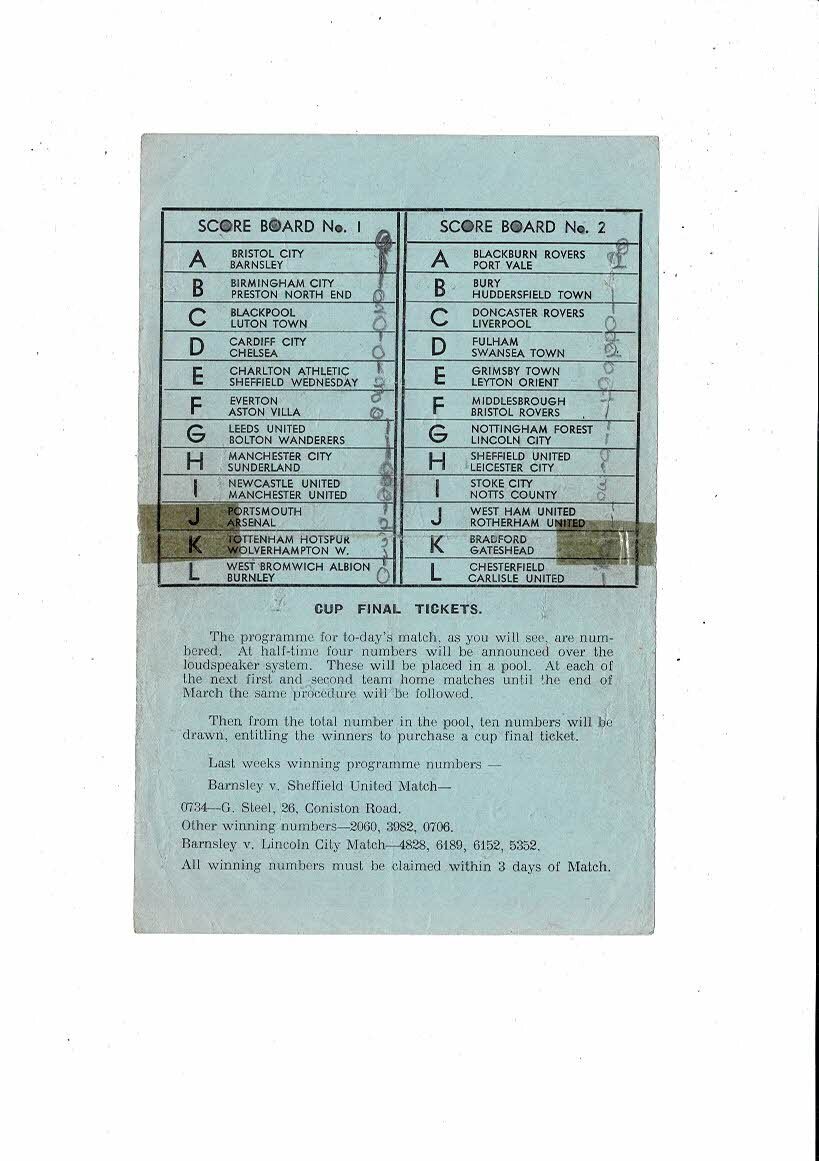 SCORE BOARD No. 1
A BRISTOL CITY
BARNSLEY
B BIRMINGHAM CITY
PRESTON NORTH END
C BLACKPOOL
LUTON TOWN
D CARDIFF CITY
CHELSEA
E CHARLTON ATHLETIC
SHEFFIELD WEDNESDAY
F EVERTON
ASTON VILLA
G LEEDS UNITED
BOLTON WANDERERS
H MANCHESTER CITY
SUNDERLAND
I NEWCASTLE UNITED
MANCHESTER UNITED
J PORTSMOUTH
ARSENAL
K TOTTENHAM HOTSPUR
WOLVERHAMPTON W.
L WEST BROMWICH ALBION
BURNLEY
SCORE BOARD No. 2
A BLACKBURN ROVERS
PORT VALE
B BURY
HUDDERSFIELD TOWN
C DONCASTER ROVERS
LIVERPOOL
D FULHAM
SWANSEA TOWN
E GRIMSBY TOWN
LEYTON ORIENT
F MIDDLESBROUGH
BRISTOL ROVERS
G NOTTINGHAM FOREST
LINCOLN CITY
H SHEFFIELD UNITED
LEICESTER CITY
I STOKE CITY
NOTTS COUNTY
J WEST HAM UNITED
ROTHERHAM UNITED
K BRADFORD
GATESHEAD
L CHESTERFIELD
CARLISLE UNITED
CUP FINAL TICKETS.
The programme for to-day's match, as you will see, are num-
bered. At half-time four numbers will be announced over the
loudspeaker system. These will be placed in a pool. At each of
the next first and second team home matches until the end of
March the same procedure will be followed.
Then from the total number in the pool, ten numbers will be
drawn, entitling the winners to purchase a cup final ticket.
Last weeks winning programme numbers —
Barnsley v. Sheffield United Match—
0734—G. Steel, 26, Coniston Road.
Other winning numbers—2060, 3982, 0706.
Barnsley v. Lincoln City Match—4828, 6189, 6152, 5352.
All winning numbers must be claimed within 3 days of Match.